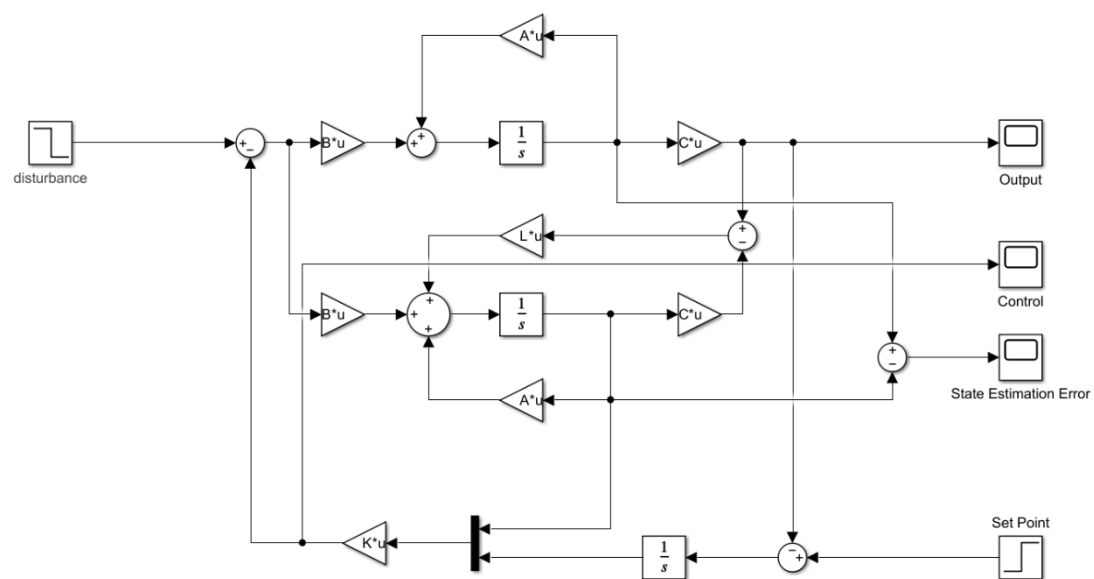 A*u
+
+
+
−
B*u
1
s
C*u
disturbance
Output
L*u
+
−
+
+
+
B*u
1
s
C*u
Control
+
−
A*u
State Estimation Error
Set Point
K*u
1
s
−
+